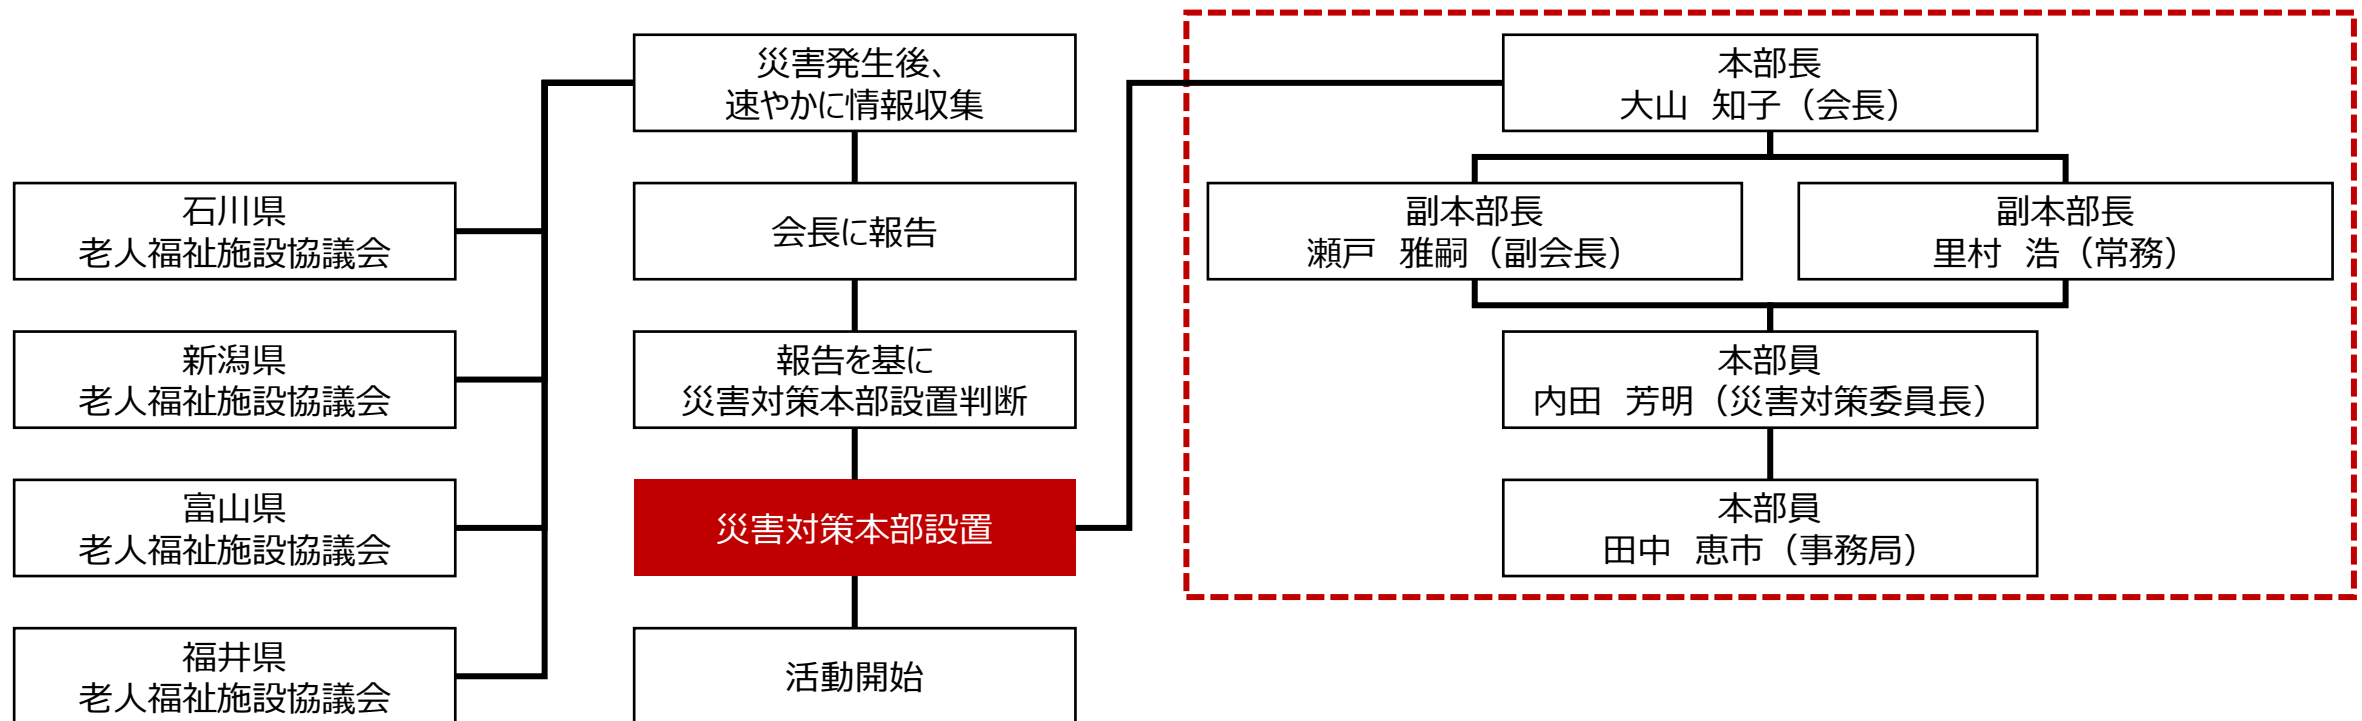 石川県
老人福祉施設協議会
新潟県
老人福祉施設協議会
富山県
老人福祉施設協議会
福井県
老人福祉施設協議会
災害発生後、
速やかに情報収集
会長に報告
報告を基に
災害対策本部設置判断
災害対策本部設置
活動開始
本部長
大山　知子（会長）
副本部長
瀬戸　雅嗣（副会長）
副本部長
里村　浩（常務）
本部員
内田　芳明（災害対策委員長）
本部員
田中　恵市（事務局）